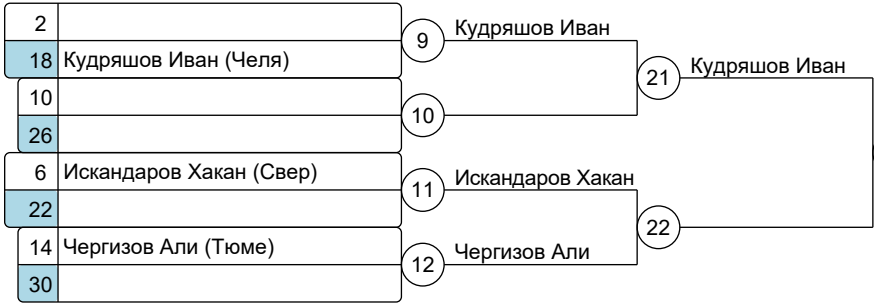 2
18 Кудряшов Иван (Челя)
9
Кудряшов Иван
10
26
10
21
Кудряшов Иван
6 Искандаров Хакан (Свер)
22
11
Искандаров Хакан
14 Чергизов Али (Тюме)
30
12
Чергизов Али
22